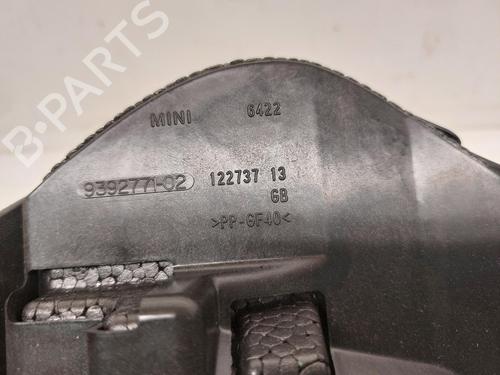 B-PARTS
MINI 6422
9392771-02 122737 13
GB
>PP-GF40<